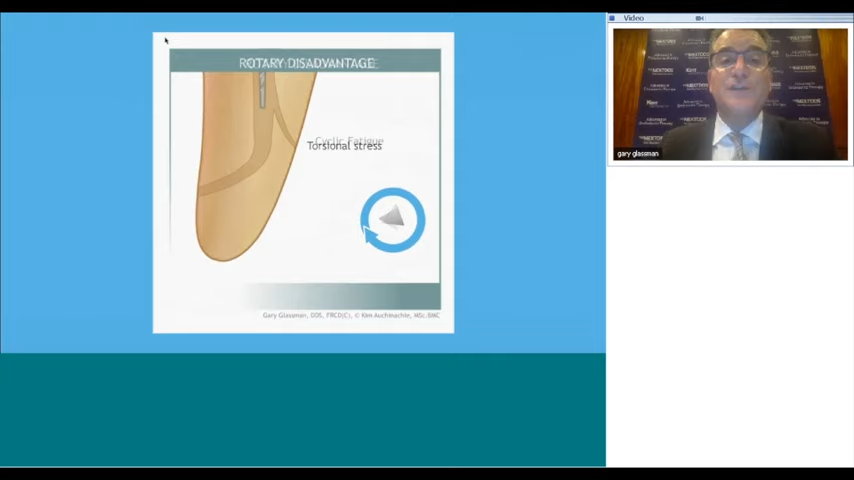 Video
ROTARY DISADVANTAGE
Cyclic Fatigue
Torsional stress
gary glassman
Gary Glassman, DDS, FRCD(C), © Kim Auchinachie, MSc.BMC